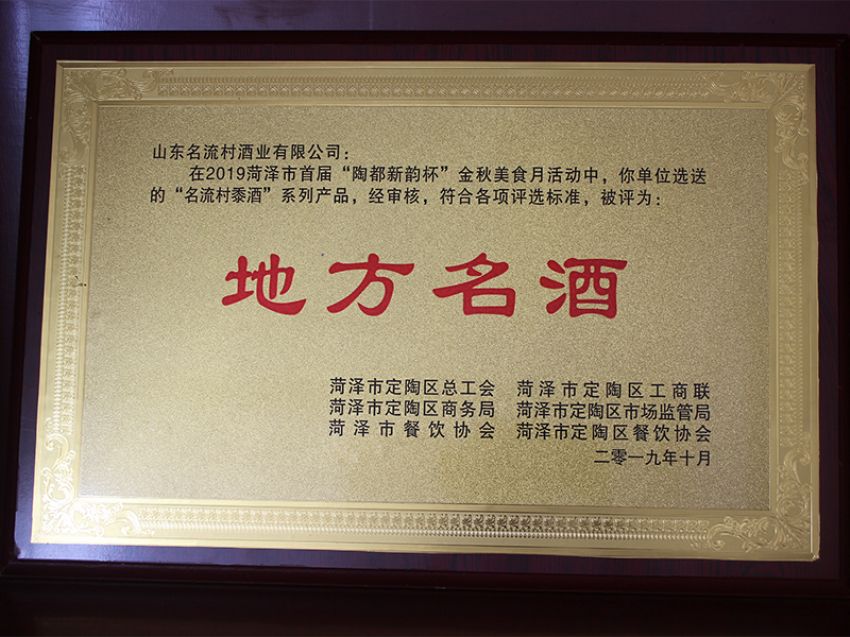 山东名流村酒业有限公司：
在2019菏泽市首届“陶都新韵杯”金秋美食月活动中，你单位选送
的“名流村黍酒”系列产品，经审核，符合各项评选标准，被评为：
地方名酒
菏泽市定陶区总工会 菏泽市定陶区工商联
菏泽市定陶区商务局 菏泽市定陶区市场监管局
菏泽市餐饮协会 菏泽市定陶区餐饮协会
二零一九年十月